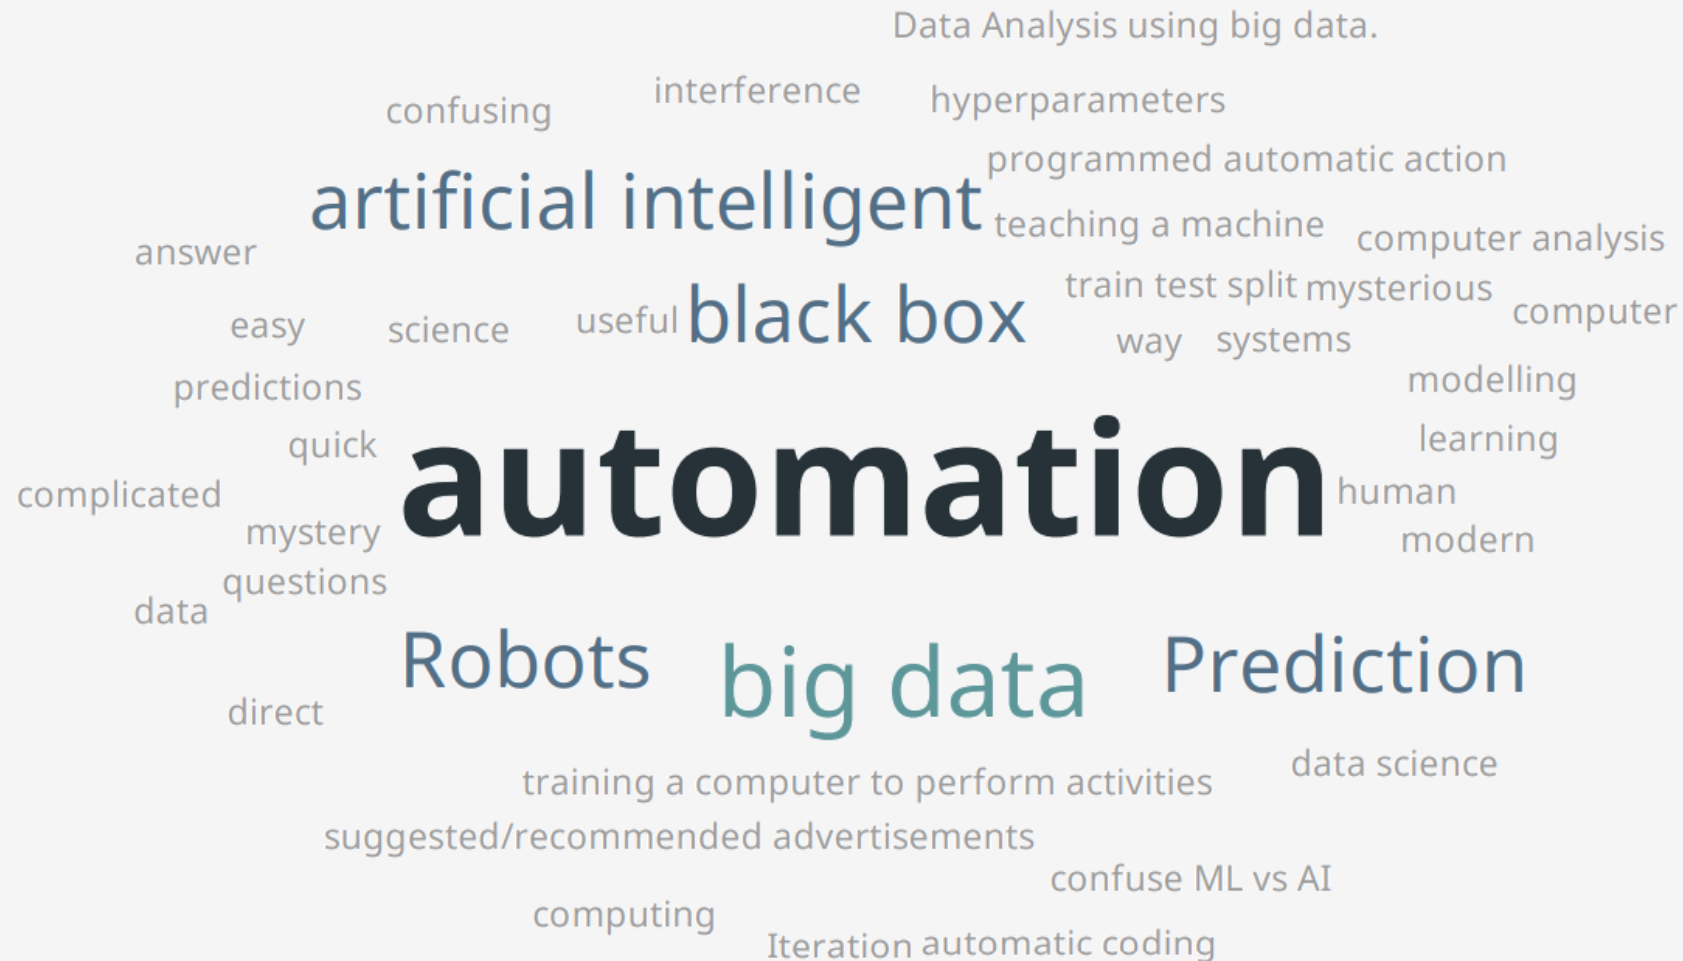 Data Analysis using big data.
interference
hyperparameters
confusing
programmed automatic action
artificial intelligent
teaching a machine
computer analysis
answer
train test split
mysterious
black box
computer
useful
easy
science
way
systems
predictions
modelling
quick
learning
automation
complicated
human
mystery
modern
questions
data
Robots
big data
Prediction
direct
data science
training a computer to perform activities
suggested/recommended advertisements
confuse ML vs AI
computing
Iteration
automatic coding